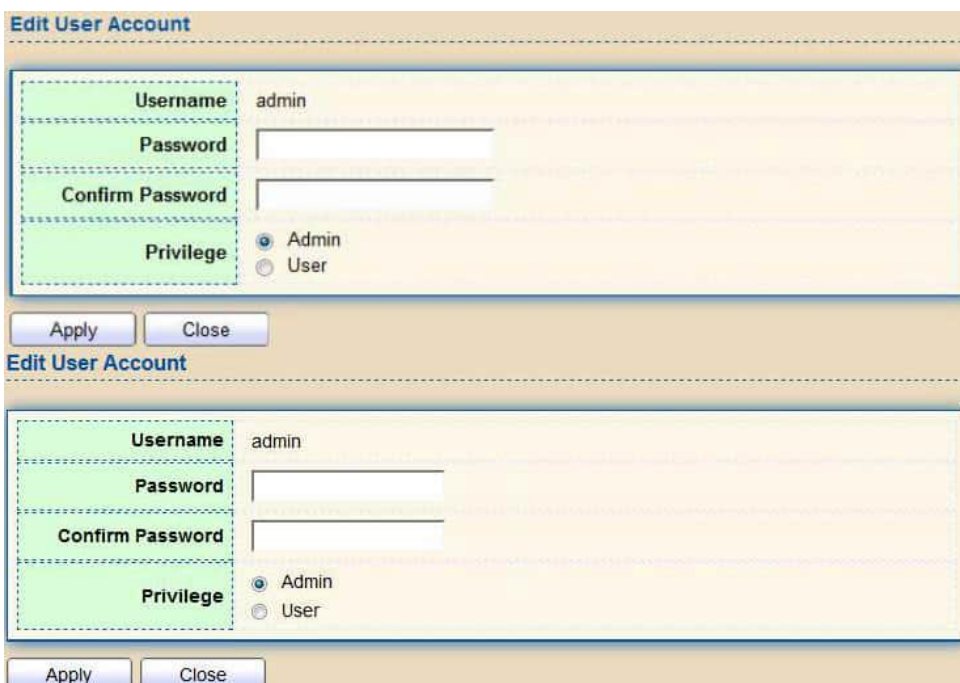 Edit User Account
Username admin
Password
Confirm Password
Privilege Admin
User
Apply Close
Edit User Account
Username admin
Password
Confirm Password
Privilege Admin
User
Apply Close